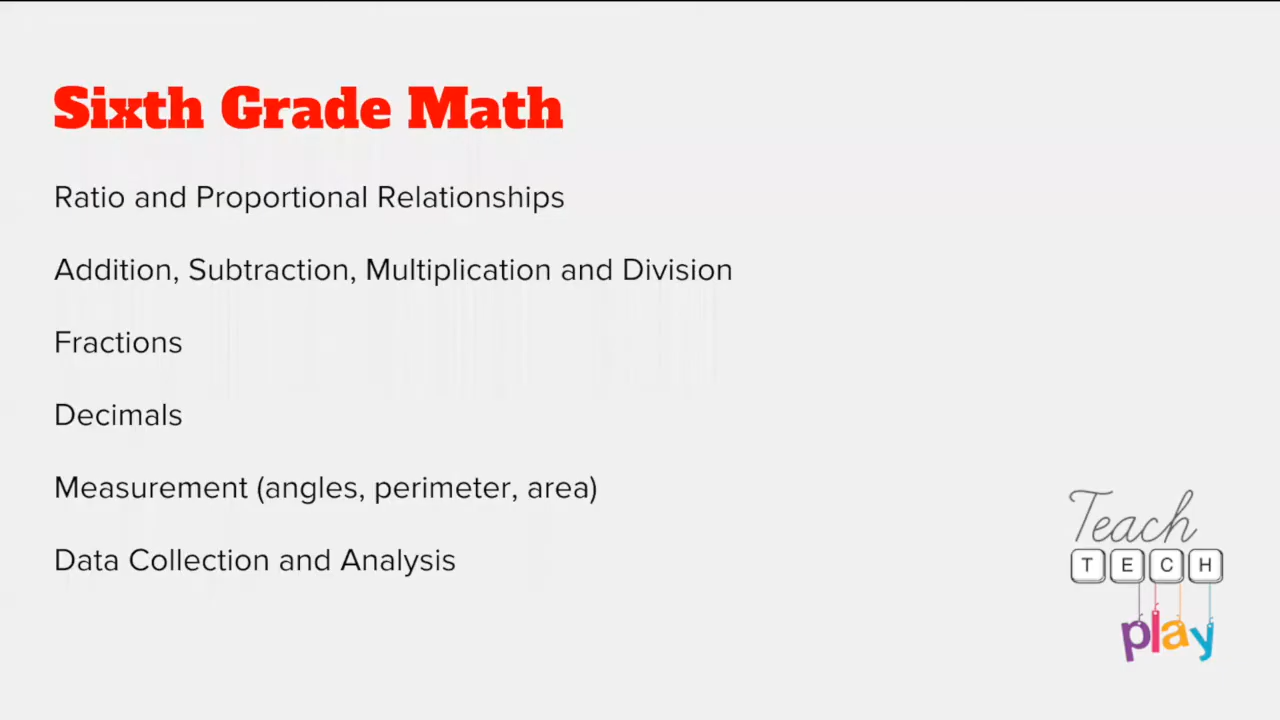 Sixth Grade Math
Ratio and Proportional Relationships
Addition, Subtraction, Multiplication and Division
Fractions
Decimals
Measurement (angles, perimeter, area)
Data Collection and Analysis
Teach
TECH
play